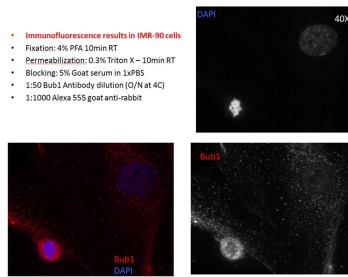 DAPI
40X
Immunofluorescence results in IMR-90 cells
Fixation: 4% PFA 10min RT
Permeabilization: 0.3% Triton X – 10min RT
Blocking: 5% Goat serum in 1xPBS
1:50 Bub1 Antibody dilution (O/N at 4C)
1:1000 Alexa 555 goat anti-rabbit
Bub1
Bub1
DAPI